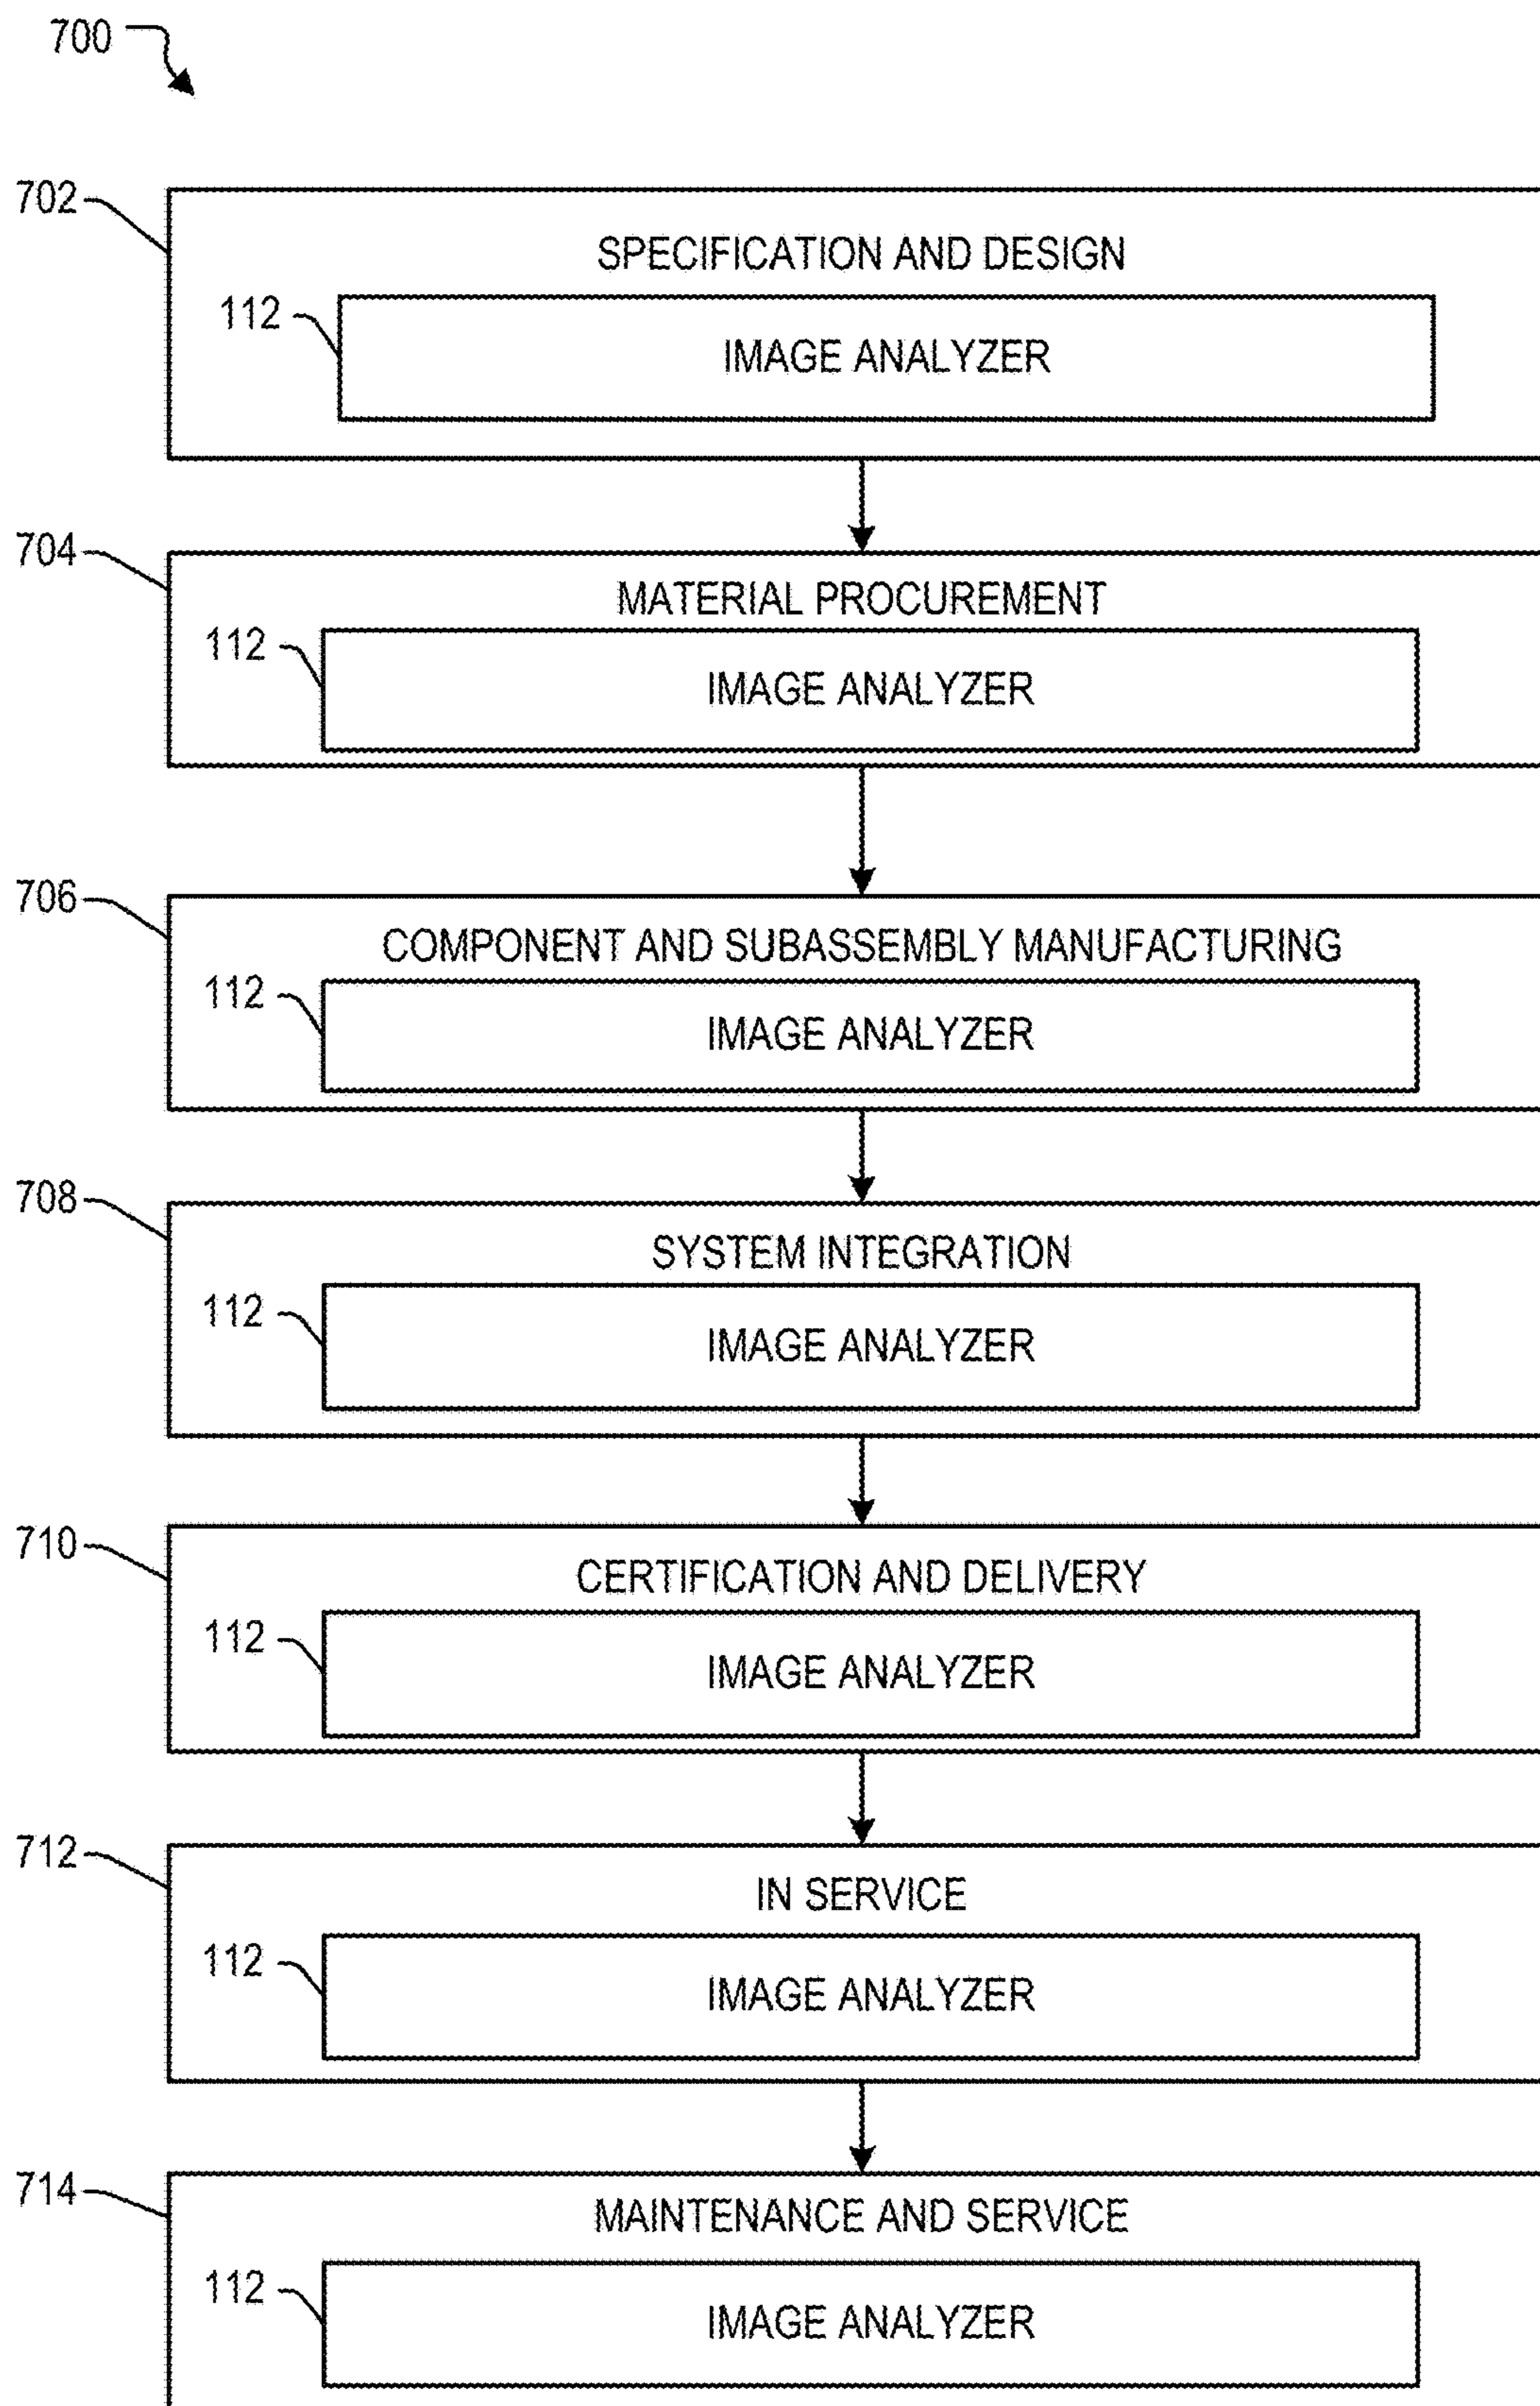 700
702
SPECIFICATION AND DESIGN
112
IMAGE ANALYZER
704
MATERIAL PROCUREMENT
112
IMAGE ANALYZER
706
COMPONENT AND SUBASSEMBLY MANUFACTURING
112
IMAGE ANALYZER
708
SYSTEM INTEGRATION
112
IMAGE ANALYZER
710
CERTIFICATION AND DELIVERY
112
IMAGE ANALYZER
712
IN SERVICE
112
IMAGE ANALYZER
714
MAINTENANCE AND SERVICE
112
IMAGE ANALYZER